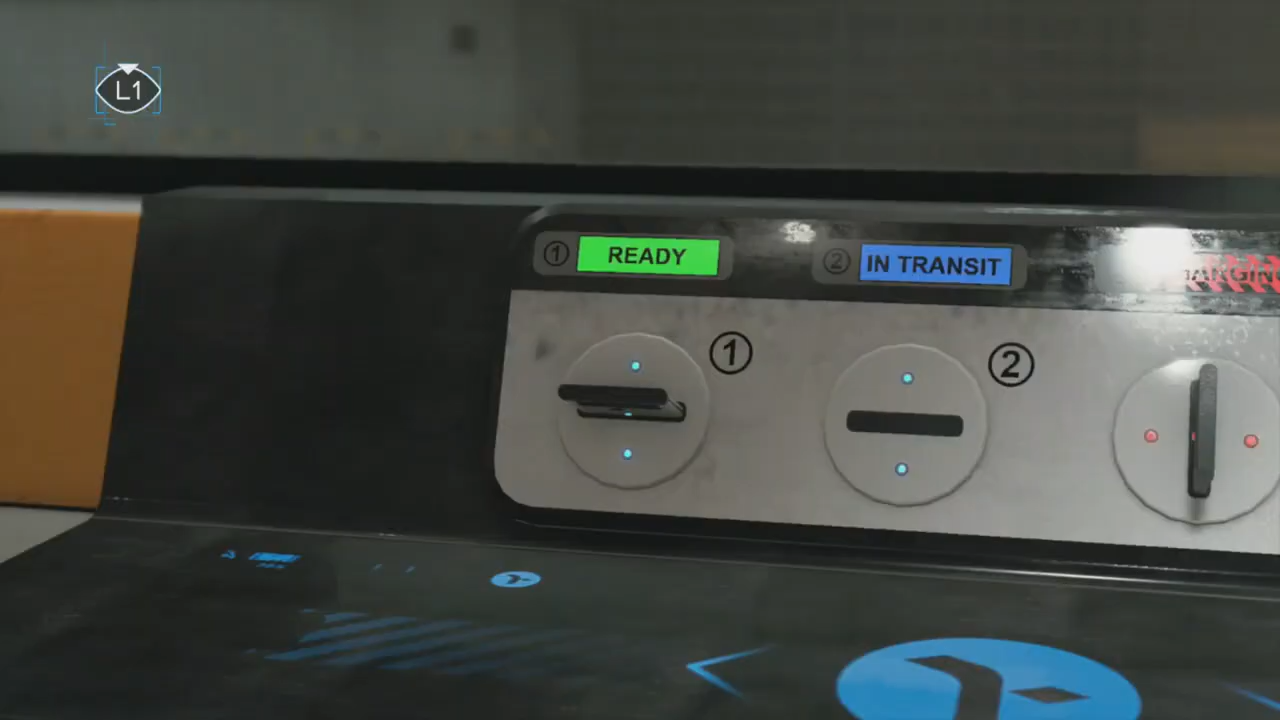 L1
① READY
② IN TRANSIT
①
②